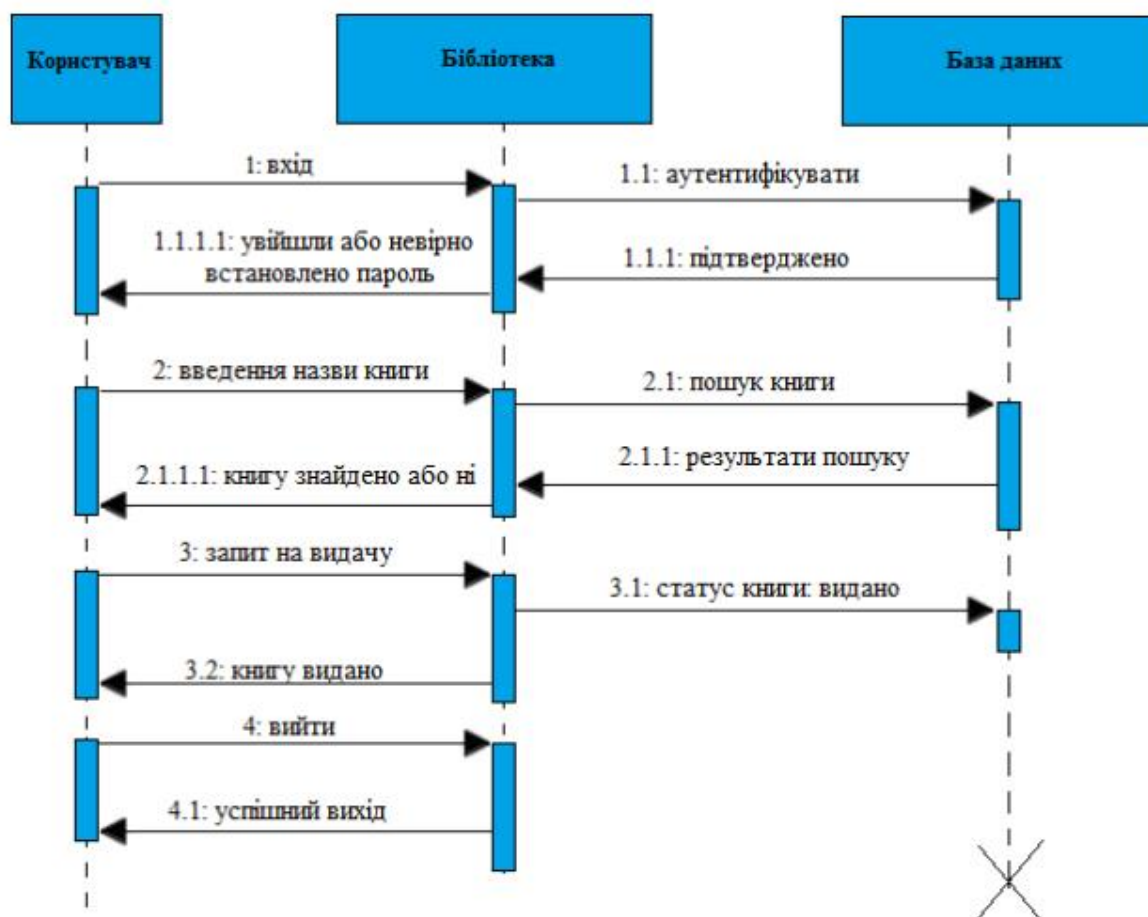 Користувач
Бібліотека
База даних
1: вхід
1.1: аутентифікувати
1.1.1.1: увійшли або невірно
встановлено пароль
1.1.1: підтверджено
2: введення назви книги
2.1: пошук книги
2.1.1.1: книгу знайдено або ні
2.1.1: результати пошуку
3: запит на видачу
3.1: статус книги: видано
3.2: книгу видано
4: вийти
4.1: успішний вихід